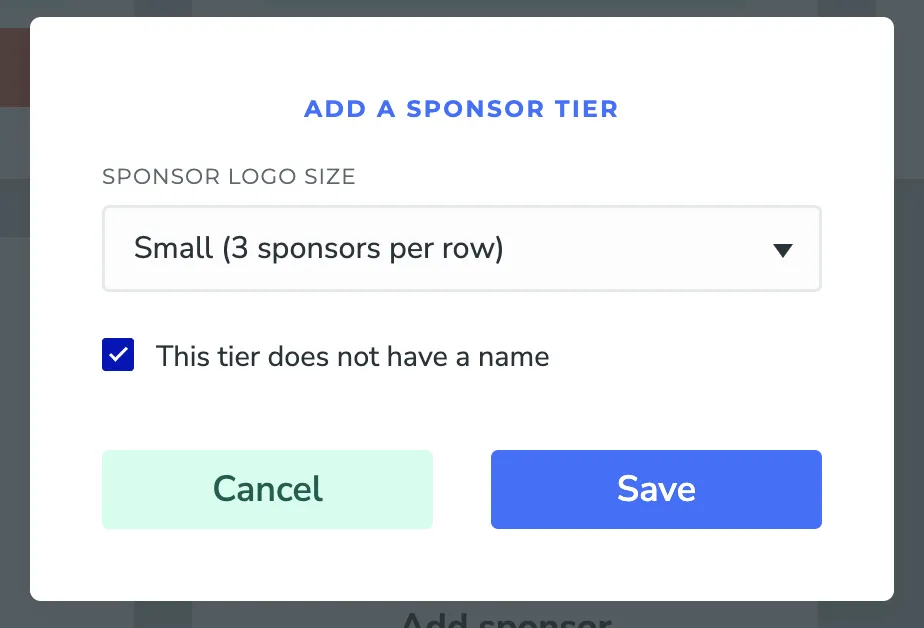 ADD A SPONSOR TIER
SPONSOR LOGO SIZE
Small (3 sponsors per row)
This tier does not have a name
Cancel Save
Add sponsor